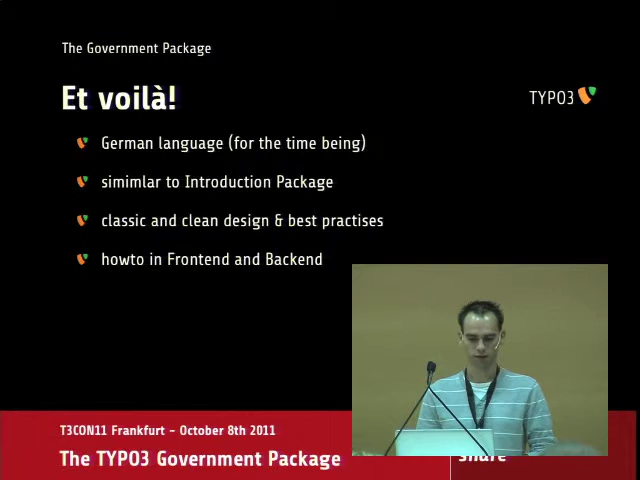 The Government Package
Et voilà!
TYPO3
German language (for the time being)
simimlar to Introduction Package
classic and clean design & best practises
howto in Frontend and Backend
T3CON11 Frankfurt - October 8th 2011
The TYPO3 Government Package
share